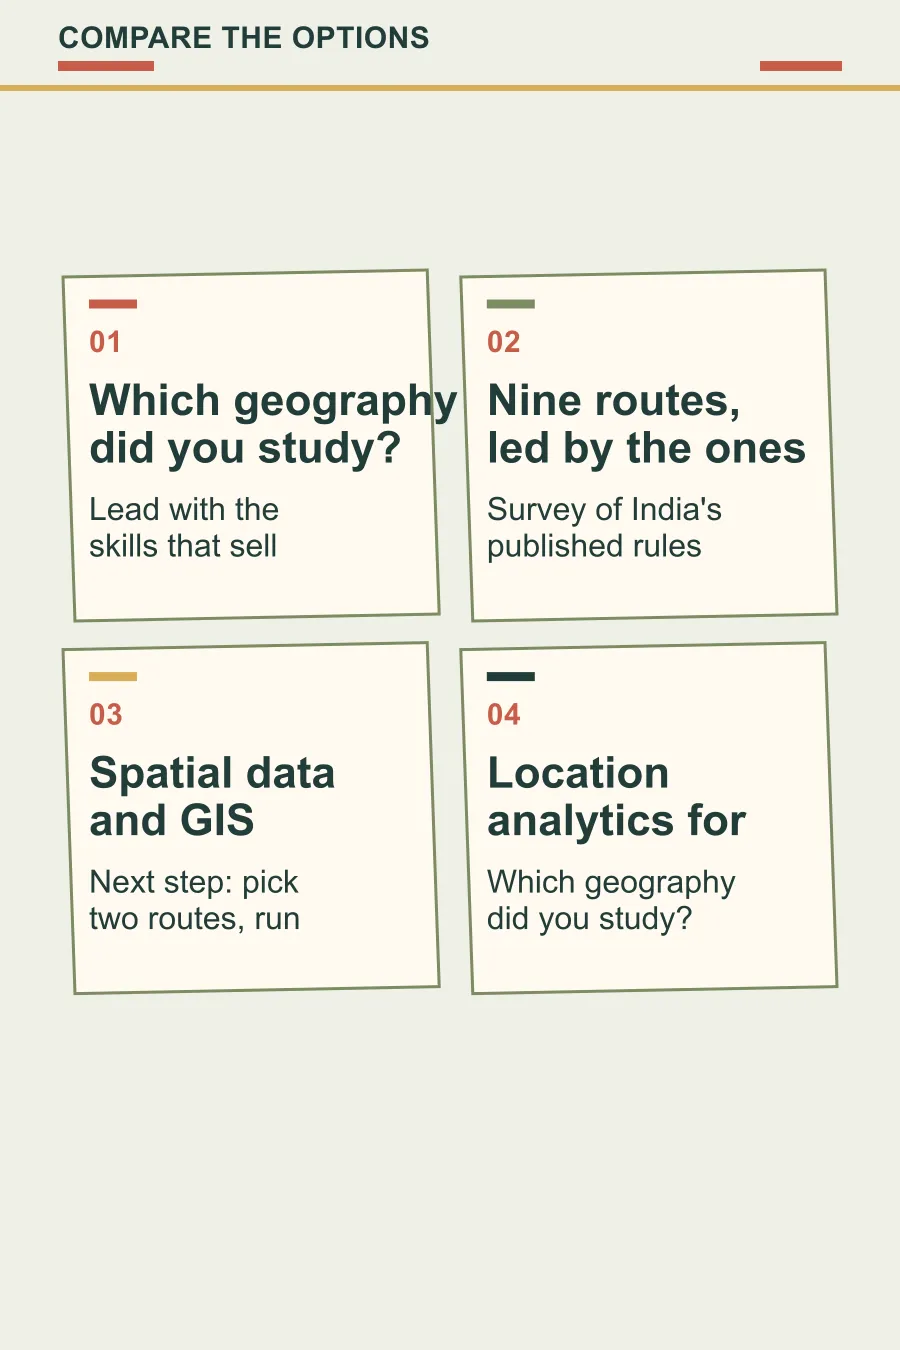 COMPARE THE OPTIONS
01
Which geography
did you study?
Lead with the
skills that sell
02
Nine routes,
led by the ones
Survey of India's
published rules
03
Spatial data
and GIS
Next step: pick
two routes, run
04
Location
analytics for
Which geography
did you study?